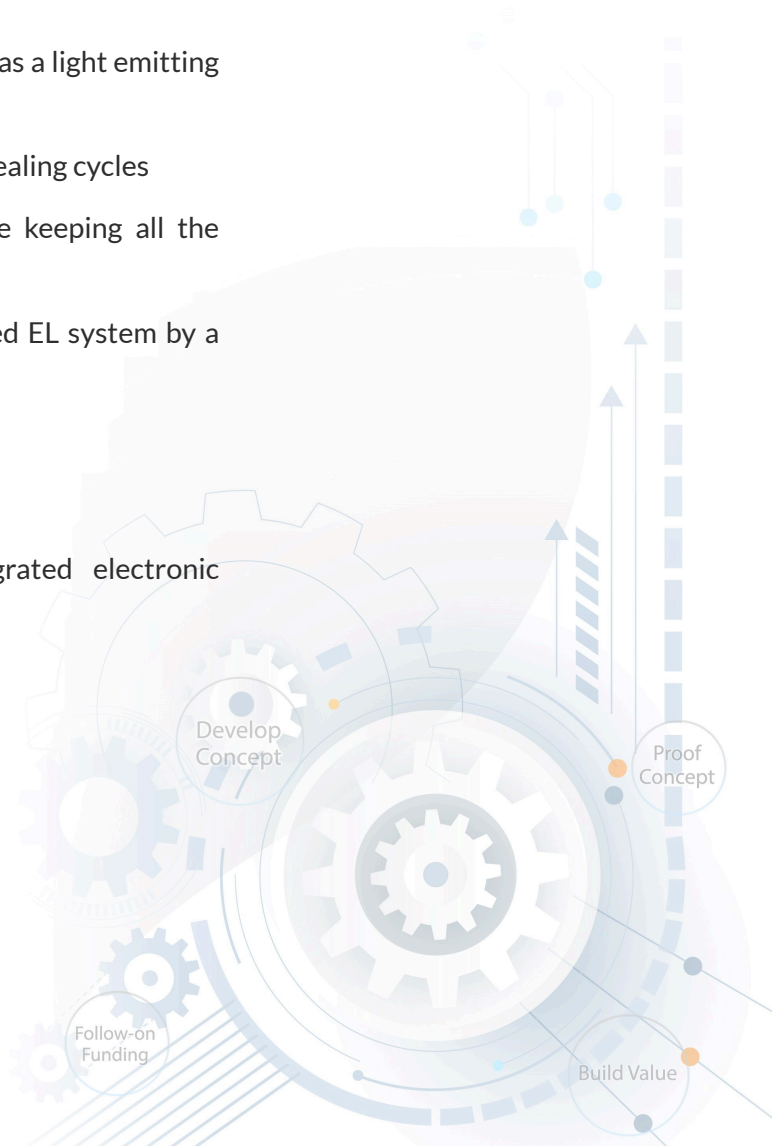 as a light emitting
ealing cycles
e keeping all the
ed EL system by a
grated electronic
Develop
Concept
Proof
Concept
Follow-on
Funding
Build Value